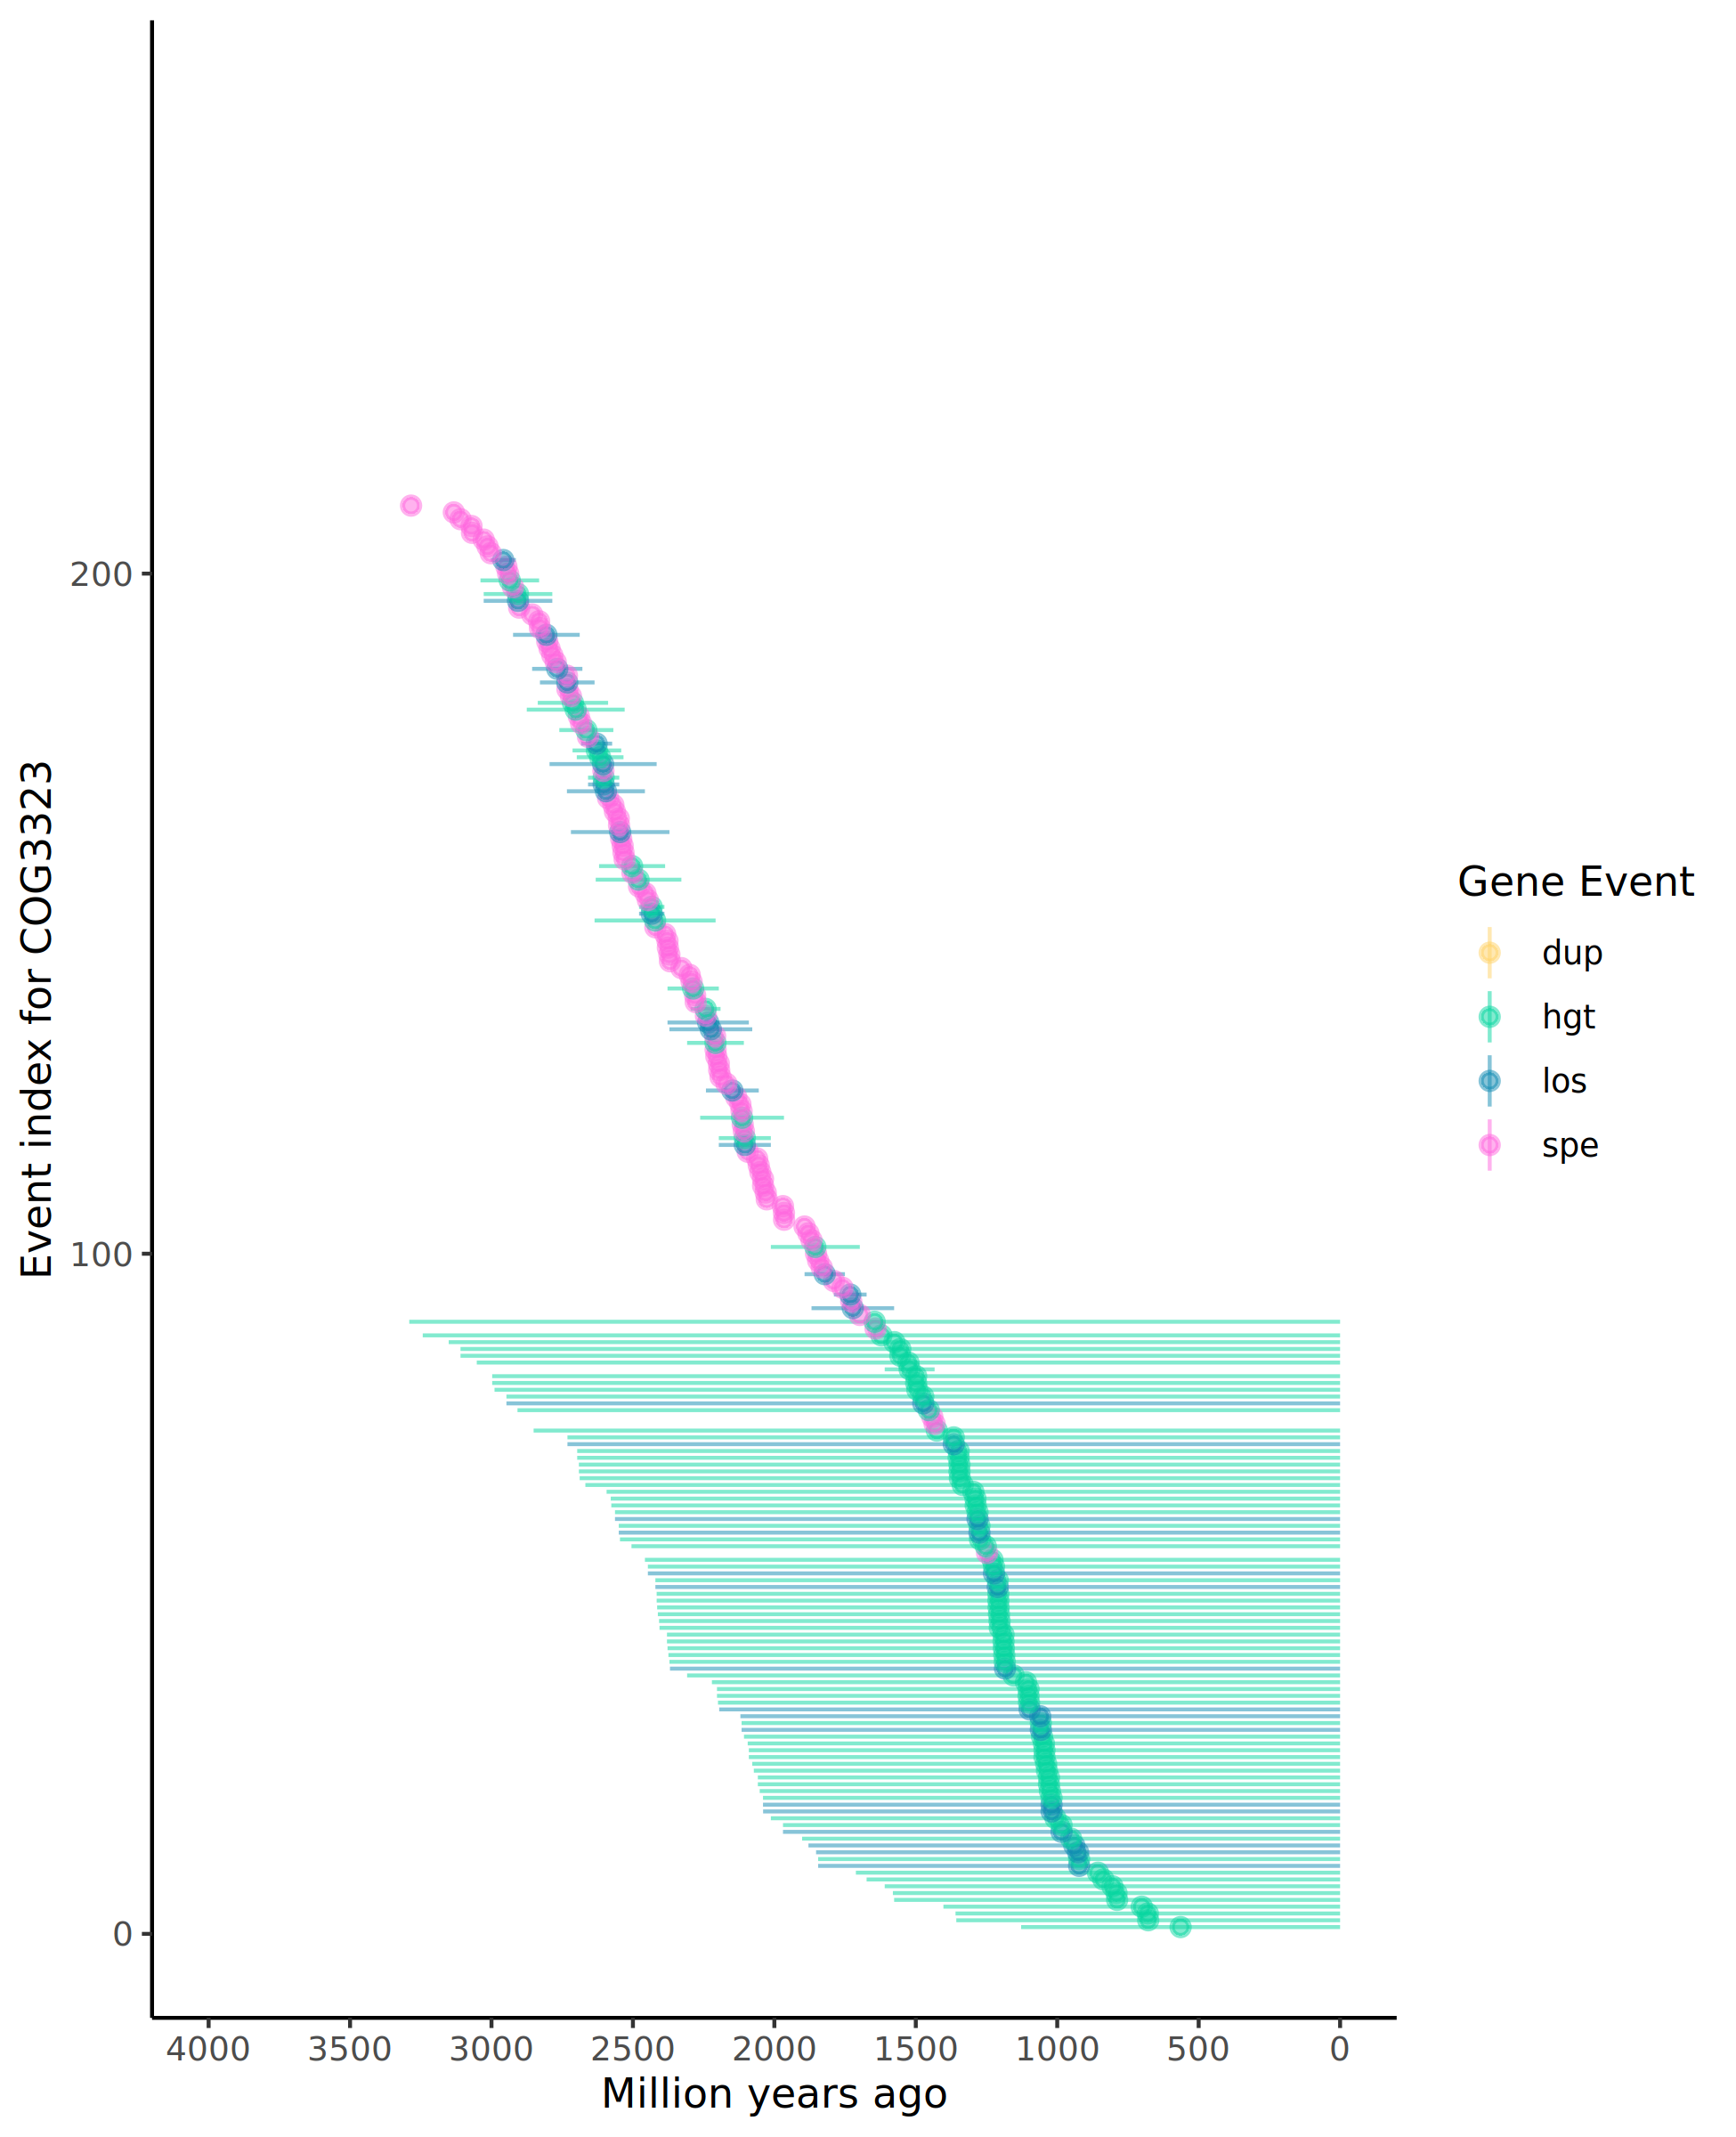 Event index for COG3323
200
100
0
4000 3500 3000 2500 2000 1500 1000 500 0
Million years ago
Gene Event
dup
hgt
los
spe